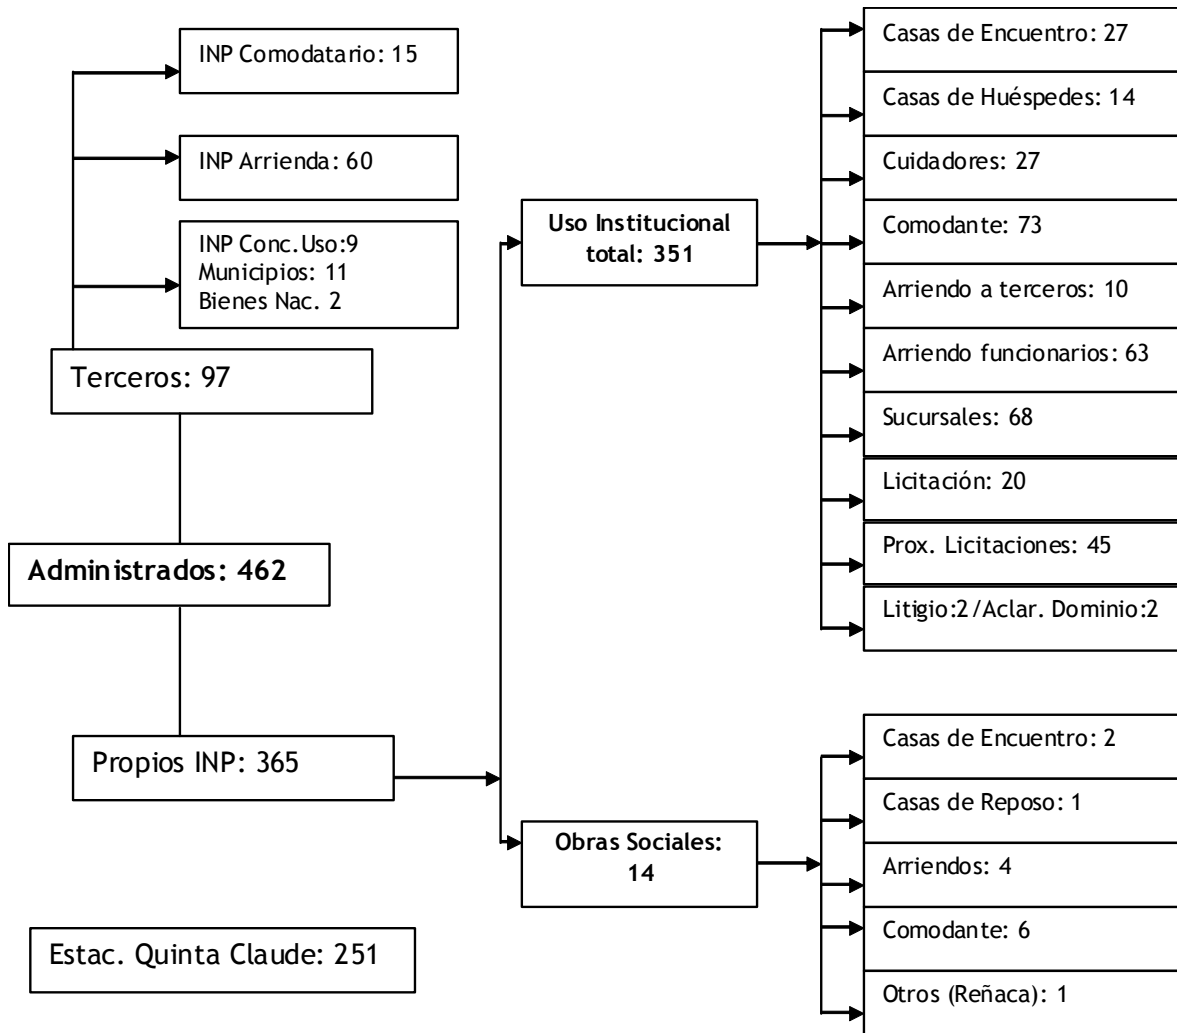 INP Comodatario: 15
INP Arrienda: 60
INP Conc.Uso:9
Municipios: 11
Bienes Nac. 2
Terceros: 97
Administrados: 462
Propios INP: 365
Estac. Quinta Claude: 251
Uso Institucional
total: 351
Obras Sociales:
14
Casas de Encuentro: 27
Casas de Huéspedes: 14
Cuidadores: 27
Comodante: 73
Arriendo a terceros: 10
Arriendo funcionarios: 63
Sucursales: 68
Licitación: 20
Prox. Licitaciones: 45
Litigio:2/Aclar. Dominio:2
Casas de Encuentro: 2
Casas de Reposo: 1
Arriendos: 4
Comodante: 6
Otros (Reñaca): 1